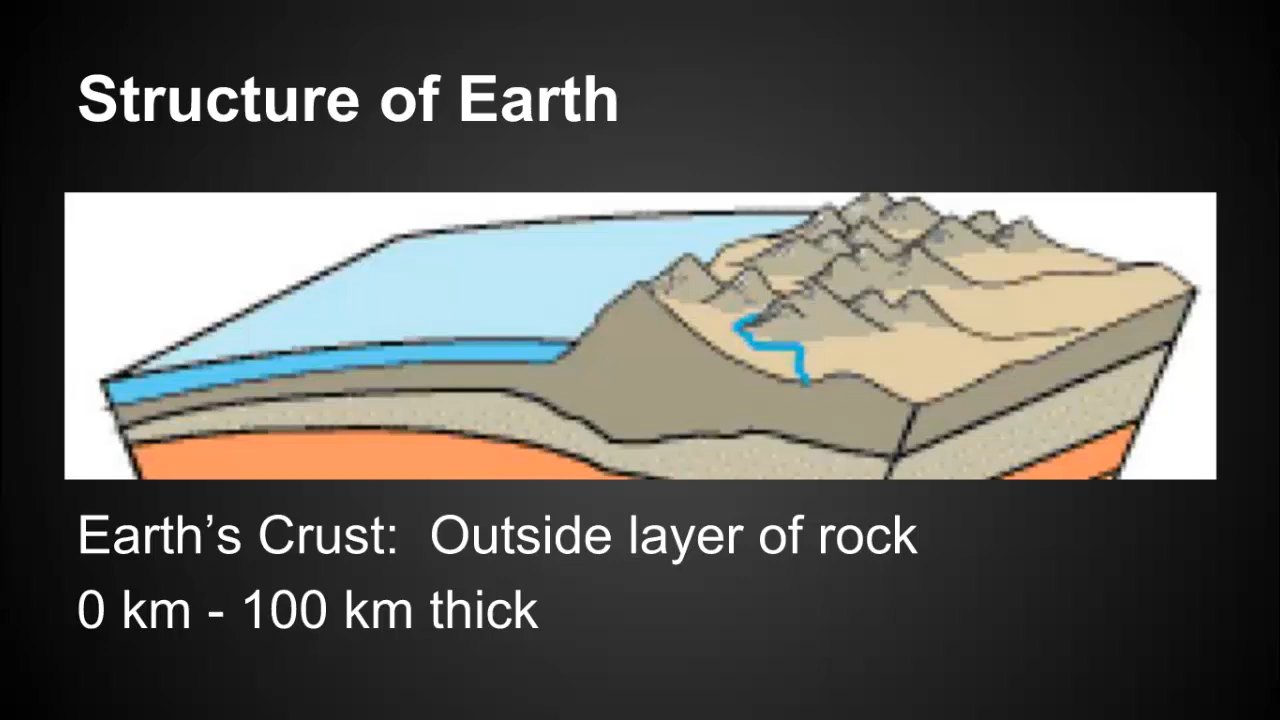 Structure of Earth
Earth’s Crust:  Outside layer of rock
0 km - 100 km thick